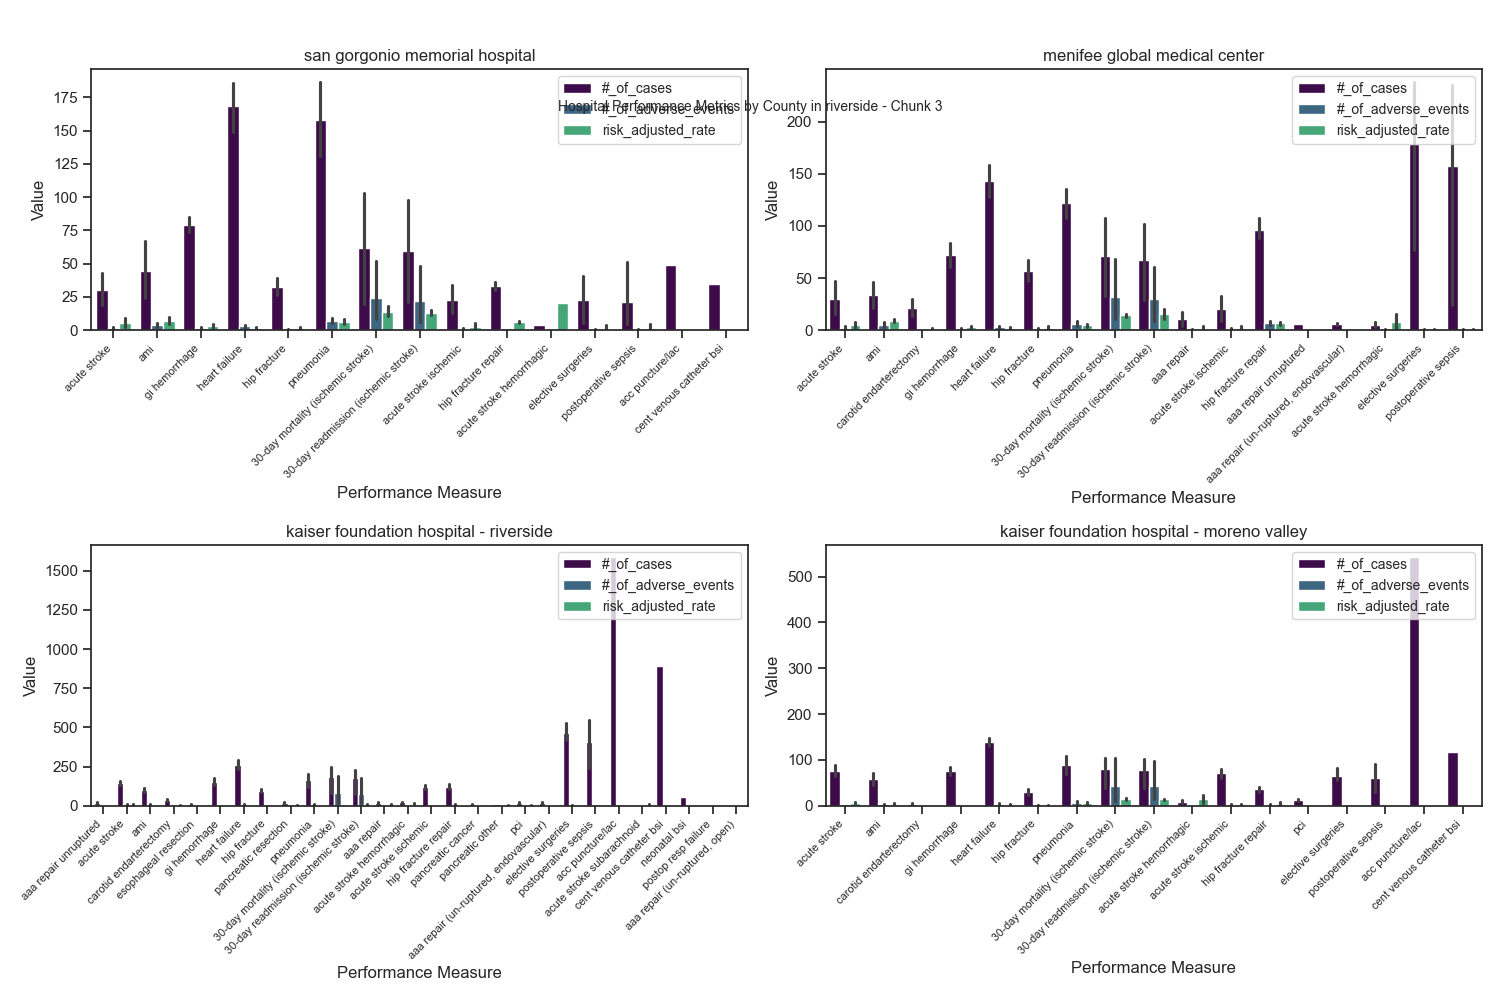 san gorgonio memorial hospital
Value
175
150
125
100
75
50
25
0
#_of_cases
#_of_adverse_events
risk_adjusted_rate
Hospital Performance Metrics by County in riverside - Chunk 3
acute stroke
ami
gi hemorrhage
heart failure
hip fracture
pneumonia
30-day mortality (ischemic stroke)
30-day readmission (ischemic stroke)
acute stroke ischemic
hip fracture repair
acute stroke hemorrhagic
elective surgeries
postoperative sepsis
acc puncture/lac
cent venous catheter bsi
Performance Measure
menifee global medical center
Value
200
150
100
50
0
#_of_cases
#_of_adverse_events
risk_adjusted_rate
acute stroke
ami
carotid endarterectomy
gi hemorrhage
heart failure
hip fracture
pneumonia
30-day mortality (ischemic stroke)
30-day readmission (ischemic stroke)
aaa repair
acute stroke ischemic
hip fracture repair
aaa repair unruptured
aaa repair (un-ruptured, endovascular)
acute stroke hemorrhagic
elective surgeries
postoperative sepsis
Performance Measure
kaiser foundation hospital - riverside
Value
1500
1250
1000
750
500
250
0
#_of_cases
#_of_adverse_events
risk_adjusted_rate
aaa repair unruptured
acute stroke
ami
carotid endarterectomy
esophageal resection
gi hemorrhage
heart failure
hip fracture
pancreatic resection
pneumonia
30-day mortality (ischemic stroke)
30-day readmission (ischemic stroke)
aaa repair
acute stroke hemorrhagic
acute stroke ischemic
hip fracture repair
pancreatic cancer
pancreatic other
pci
aaa repair (un-ruptured, endovascular)
elective surgeries
postoperative sepsis
acc puncture/lac
acute stroke subarachnoid
cent venous catheter bsi
neonatal bsi
postop resp failure
aaa repair (un-ruptured, open)
Performance Measure
kaiser foundation hospital - moreno valley
Value
500
400
300
200
100
0
#_of_cases
#_of_adverse_events
risk_adjusted_rate
acute stroke
ami
carotid endarterectomy
gi hemorrhage
heart failure
hip fracture
pneumonia
30-day mortality (ischemic stroke)
30-day readmission (ischemic stroke)
acute stroke hemorrhagic
acute stroke ischemic
hip fracture repair
pci
elective surgeries
postoperative sepsis
acc puncture/lac
cent venous catheter bsi
Performance Measure